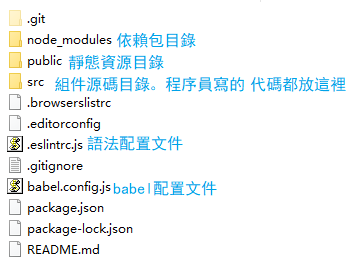 .git
node_modules 依賴包目錄
public 靜態資源目錄
src 組件源碼目錄。程序員寫的 代碼都放這裡
.browserslistrc
.editorconfig
.eslintrc.js 語法配置文件
.gitignore
babel.config.js babel配置文件
package.json
package-lock.json
README.md